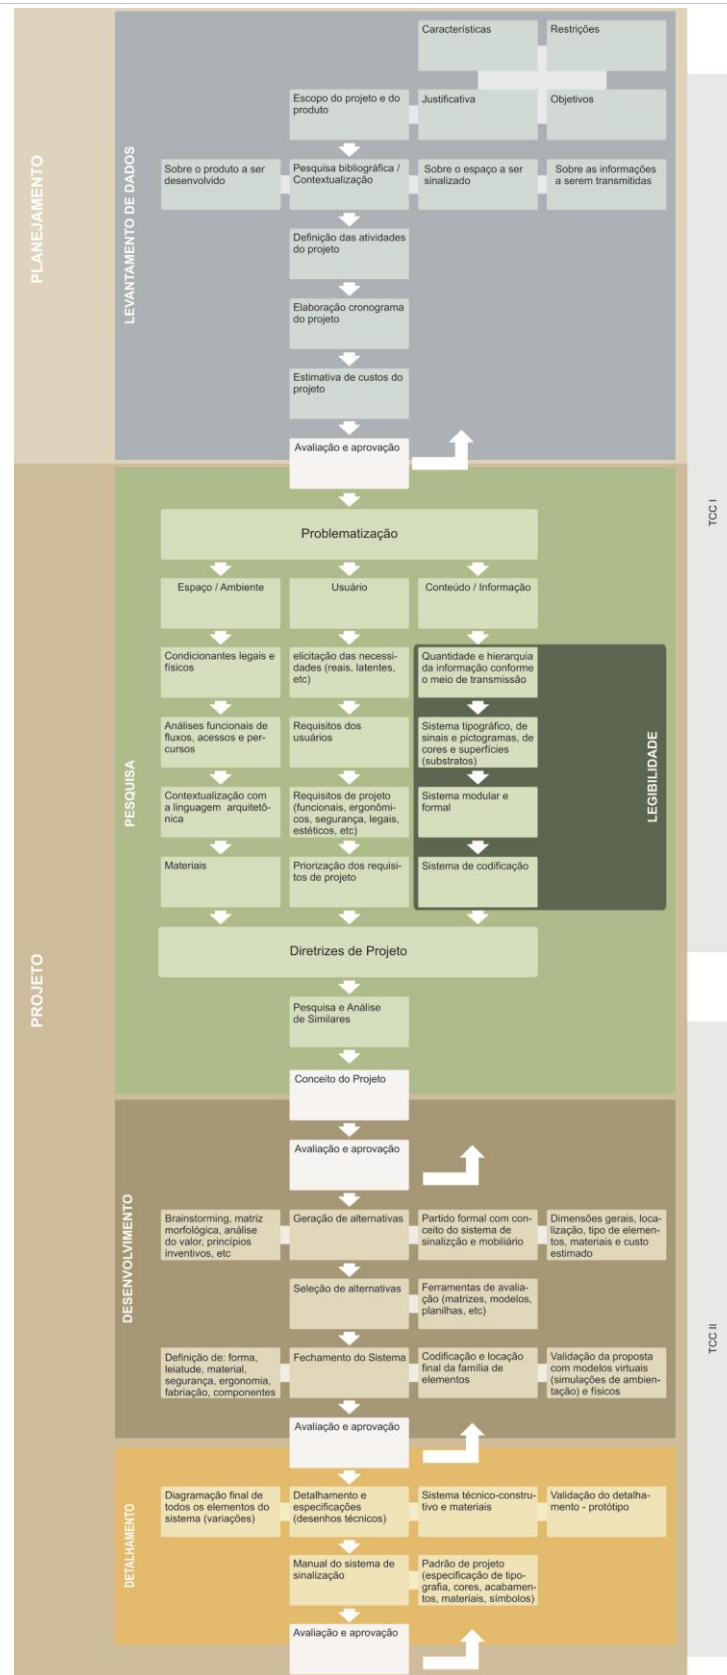 PLANEJAMENTO
LEVANTAMENTO DE DADOS
Características
Restrições
Escopo do projeto e do
produto
Justificativa
Objetivos
Sobre o produto a ser
desenvolvido
Pesquisa bibliográfica /
Contextualização
Sobre o espaço a ser
sinalizado
Sobre as informações
a serem transmitidas
Definição das atividades
do projeto
Elaboração cronograma
do projeto
Estimativa de custos do
projeto
Avaliação e aprovação
TCC I
PROJETO
PESQUISA
Problematização
Espaço / Ambiente
Usuário
Conteúdo / Informação
Condicionantes legais e
físicos
elicitação das necessi-
dades (reais, latentes,
etc)
Quantidade e hierarquia
da informação conforme
o meio de transmissão
LEGIBILIDADE
Análises funcionais de
fluxos, acessos e per-
cursos
Requisitos dos
usuários
Sistema tipográfico, de
sinais e pictogramas, de
cores e superfícies
(substratos)
Contextualização com
a linguagem arquitetô-
nica
Requisitos de projeto
(funcionais, ergonômi-
cos, segurança, legais,
estéticos, etc)
Sistema modular e
formal
Materiais
Priorização dos requisi-
tos de projeto
Sistema de codificação
Diretrizes de Projeto
Pesquisa e Análise
de Similares
Conceito do Projeto
DESENVOLVIMENTO
Avaliação e aprovação
Brainstorming, matriz
morfológica, análise
do valor, princípios
inventivos, etc
Geração de alternativas
Partido formal com con-
ceito do sistema de
sinalizção e mobiliário
Dimensões gerais, loca-
lização, tipo de elemen-
tos, materiais e custo
estimado
Seleção de alternativas
Ferramentas de avalia-
ção (matrizes, modelos,
planilhas, etc)
Definição de: forma,
leiatude, material,
segurança, ergonomia,
fabriação, componentes
Fechamento do Sistema
Codificação e locação
final da família de
elementos
Validação da proposta
com modelos virtuais
(simulações de ambien-
tação) e físicos
TCC II
Avaliação e aprovação
DETALHAMENTO
Diagramação final de
todos os elementos do
sistema (variações)
Detalhamento e
especificações
(desenhos técnicos)
Sistema técnico-constru-
tivo e materiais
Validação do detalha-
mento - protótipo
Manual do sistema de
sinalização
Padrão de projeto
(especificação de tipo-
grafia, cores, acabamen-
tos, materiais, símbolos)
Avaliação e aprovação